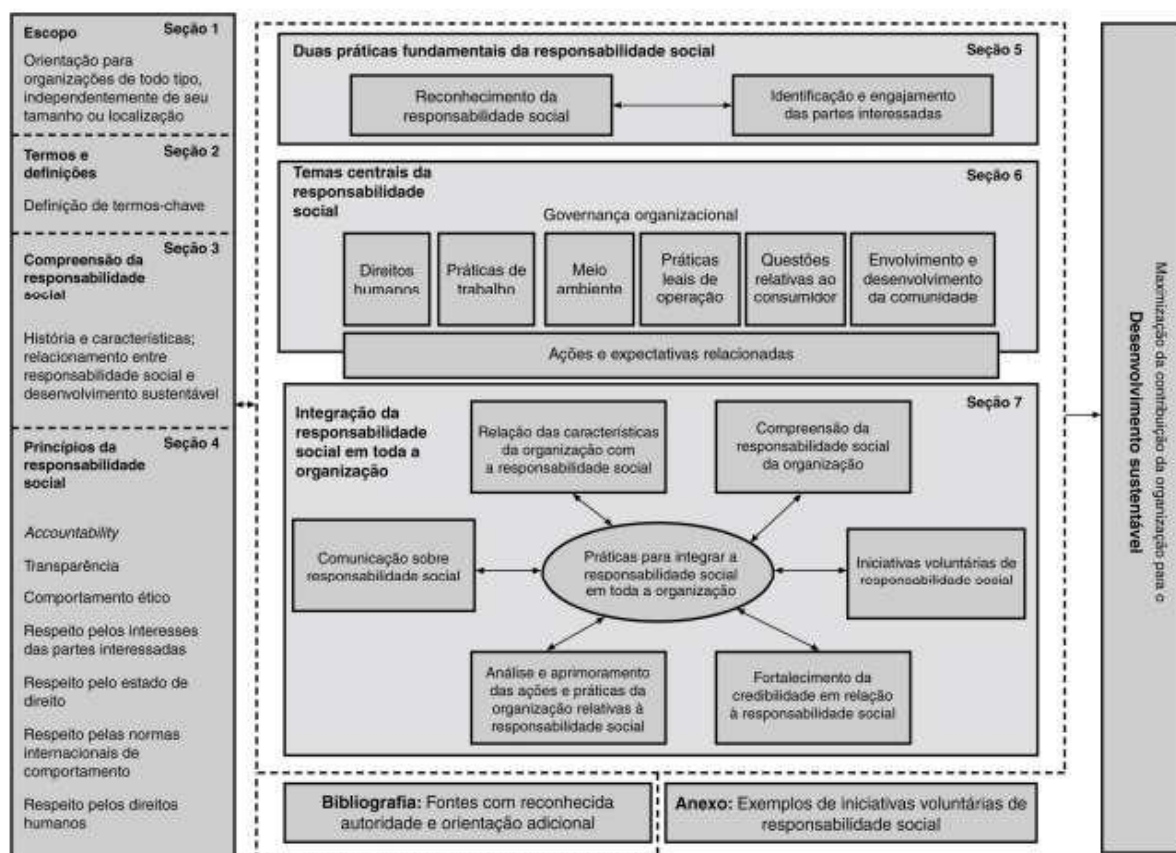 Escopo
Seção 1
Orientação para
organizações de todo tipo,
independentemente de seu
tamanho ou localização
Termos e
definições
Seção 2
Definição de termos-chave
Seção 3
Compreensão da
responsabilidade
social
História e características;
relacionamento entre
responsabilidade social e
desenvolvimento sustentável
Princípios da
responsabilidade
social
Seção 4
Accountability
Transparência
Comportamento ético
Respeito pelos interesses
das partes interessadas
Respeito pelo estado de
direito
Respeito pelas normas
internacionais de
comportamento
Respeito pelos direitos
humanos
Duas práticas fundamentais da responsabilidade social
Seção 5
Reconhecimento da
responsabilidade social
Identificação e engajamento
das partes interessadas
Temas centrais da
responsabilidade
social
Seção 6
Governança organizacional
Direitos
humanos
Práticas de
trabalho
Meio
ambiente
Práticas
leais de
operação
Questões
relativas ao
consumidor
Envolvimento e
desenvolvimento
da comunidade
Ações e expectativas relacionadas
Integração da
responsabilidade
social em toda a
organização
Seção 7
Relação das características
da organização com
a responsabilidade social
Compreensão da
responsabilidade social
da organização
Comunicação sobre
responsabilidade social
Práticas para integrar a
responsabilidade social
em toda a organização
Iniciativas voluntárias de
responsabilidade social
Análise e aprimoramento
das ações e práticas da
organização relativas à
responsabilidade social
Fortalecimento da
credibilidade em relação
à responsabilidade social
Bibliografia: Fontes com reconhecida
autoridade e orientação adicional
Anexo: Exemplos de iniciativas voluntárias de
responsabilidade social
Maximização da contribuição da organização para o
Desenvolvimento sustentável